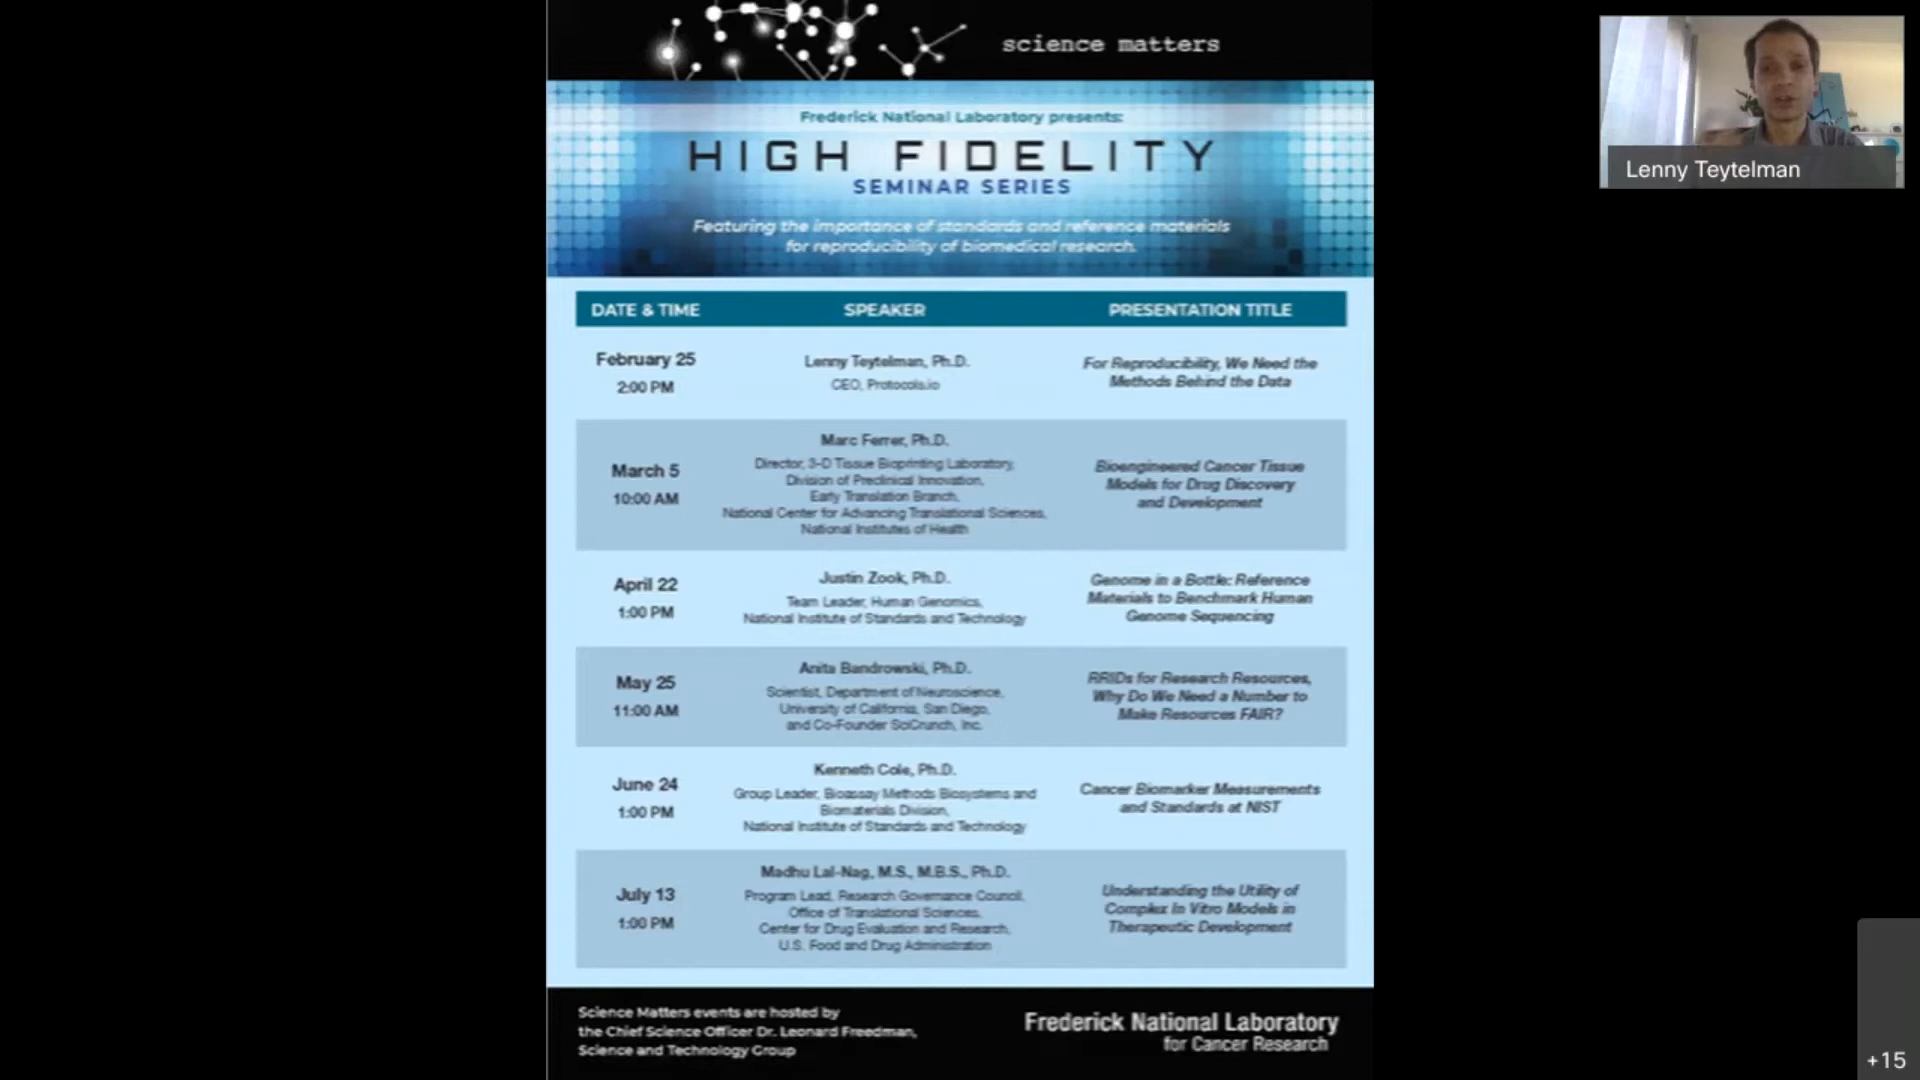 science matters
Frederick National Laboratory presents:
HIGH FIDELITY
SEMINAR SERIES
Featuring the importance of standards and reference materials
for reproducibility of biomedical research.
DATE & TIME
SPEAKER
PRESENTATION TITLE
February 25
2:00 PM
Lenny Teytelman, Ph.D.
CEO, Protocols.io
For Reproducibility, We Need the
Methods Behind the Data
March 5
10:00 AM
Marc Ferrer, Ph.D.
Director, 3-D Tissue Bioprinting Laboratory,
Division of Preclinical Innovation,
Early Translation Branch,
National Center for Advancing Translational Sciences,
National Institutes of Health
Bioengineered Cancer Tissue
Models for Drug Discovery
and Development
April 22
1:00 PM
Justin Zook, Ph.D.
Team Leader, Human Genomics,
National Institute of Standards and Technology
Genome in a Bottle: Reference
Materials to Benchmark Human
Genome Sequencing
May 25
11:00 AM
Anita Bandrowski, Ph.D.
Scientist, Department of Neuroscience,
University of California, San Diego,
and Co-Founder SciCrunch, Inc.
RRIDs for Research Resources,
Why Do We Need a Number to
Make Resources FAIR?
June 24
1:00 PM
Kenneth Cole, Ph.D.
Group Leader, Bioassay Methods Biosystems and
Biomaterials Division,
National Institute of Standards and Technology
Cancer Biomarker Measurements
and Standards at NIST
July 13
1:00 PM
Madhu Lal-Nag, M.S., M.B.S., Ph.D.
Program Lead, Research Governance Council,
Office of Translational Sciences,
Center for Drug Evaluation and Research,
U.S. Food and Drug Administration
Understanding the Utility of
Complex In Vitro Models in
Therapeutic Development
Science Matters events are hosted by
the Chief Science Officer Dr. Leonard Freedman,
Science and Technology Group
Frederick National Laboratory
for Cancer Research
Lenny Teytelman
+15